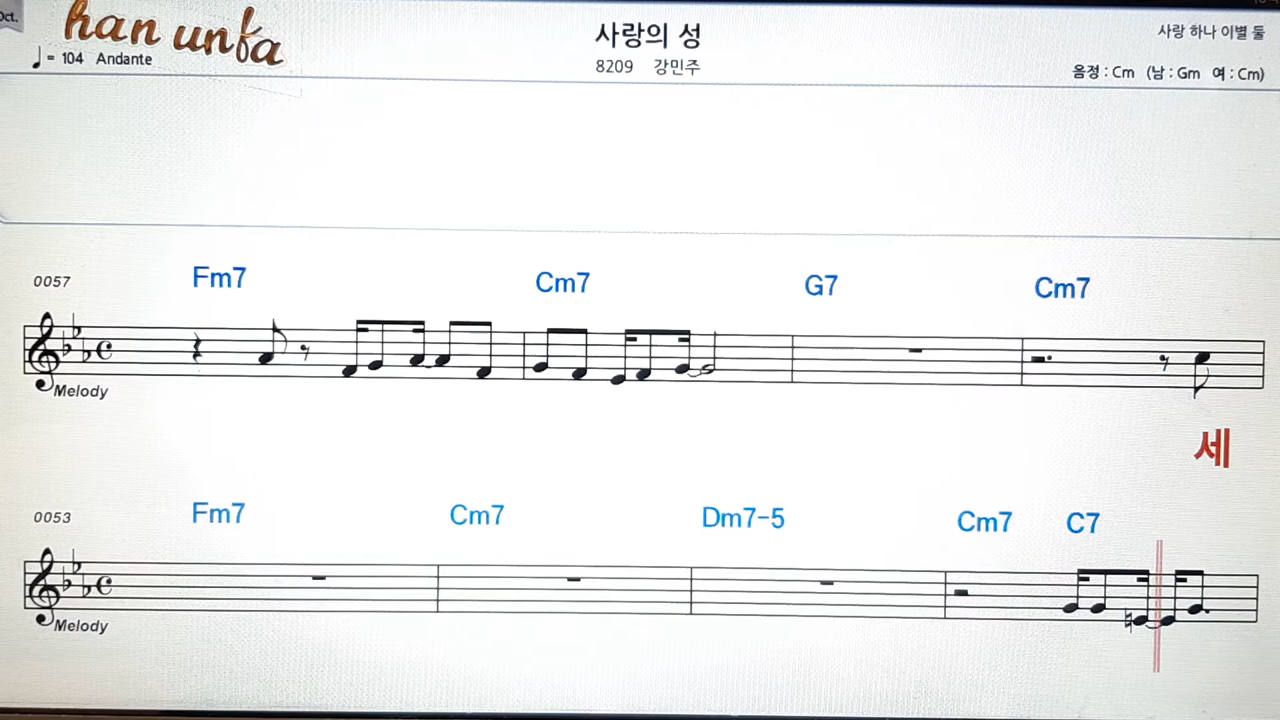 Oct.
han unfa
♩= 104 Andante
사랑의 성
8209 강민주
사랑 하나 이별 둘
음정 : Cm (남 : Gm 여 : Cm)
0057 Fm7 Cm7 G7 Cm7
Melody
세
0053 Fm7 Cm7 Dm7-5 Cm7 C7
Melody